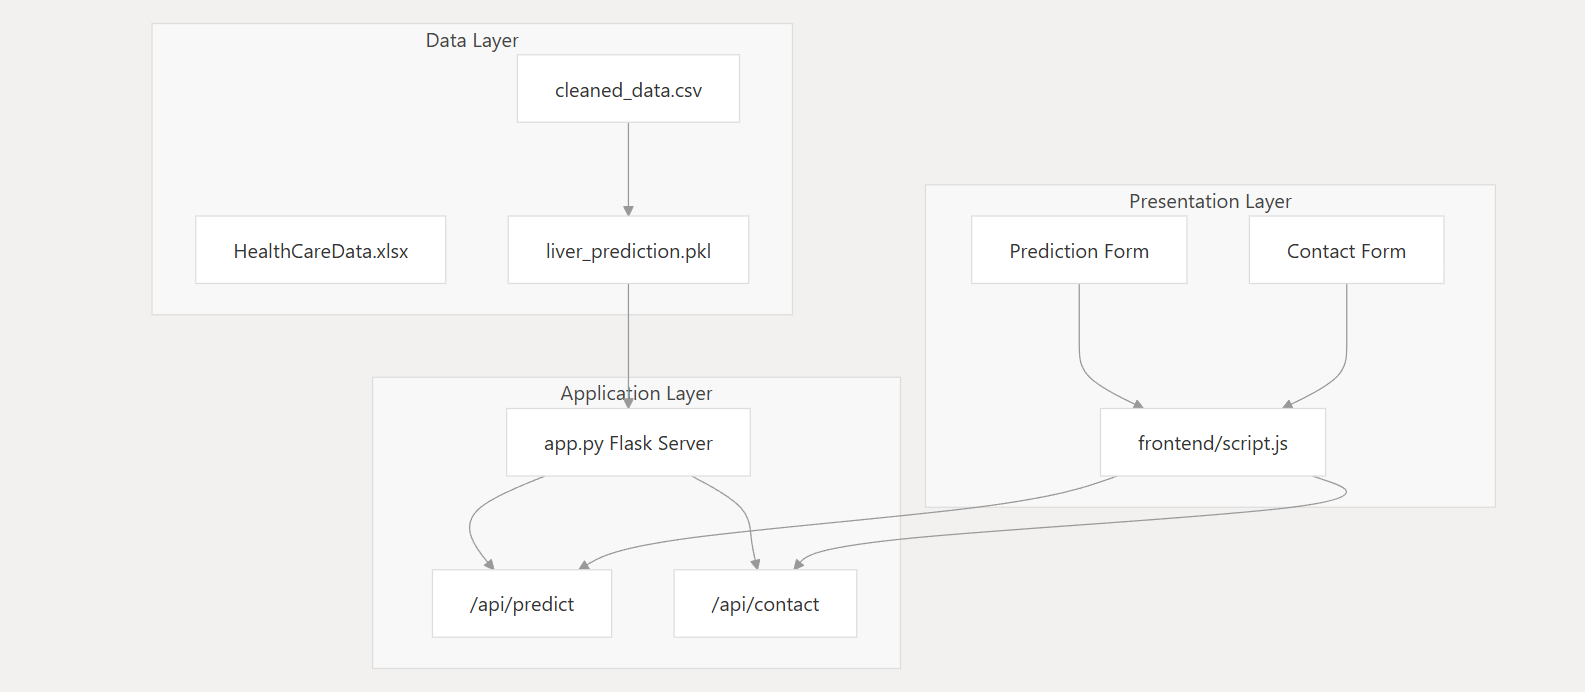 Data Layer
cleaned_data.csv
HealthCareData.xlsx
liver_prediction.pkl
Presentation Layer
Prediction Form
Contact Form
frontend/script.js
Application Layer
app.py Flask Server
/api/predict
/api/contact